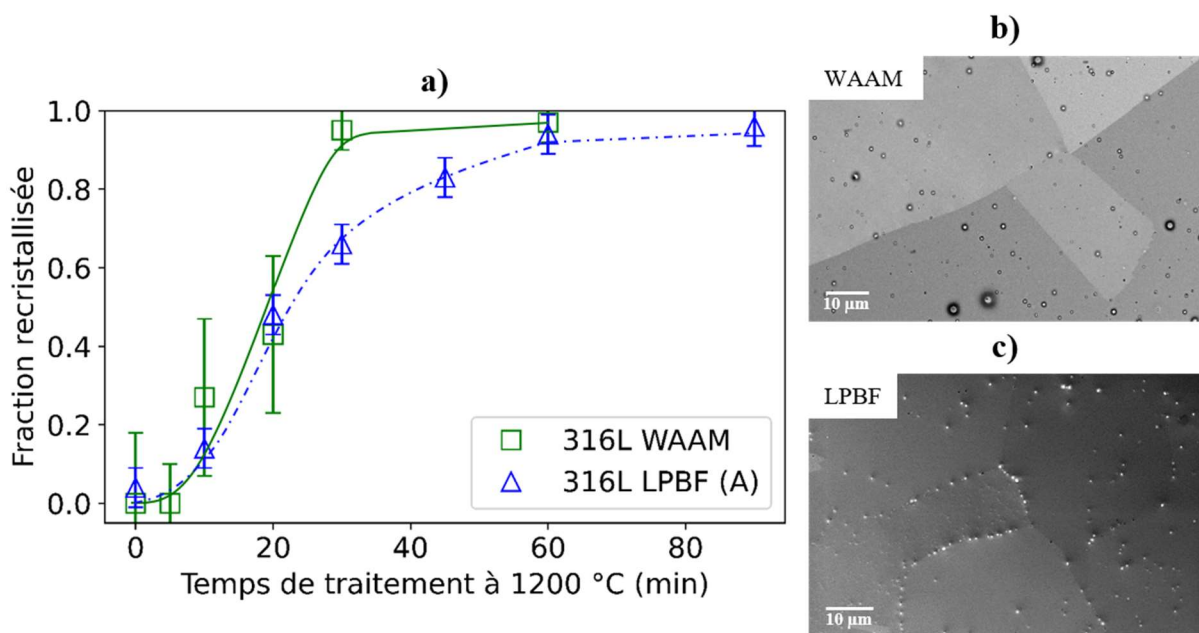 a)
Fraction recristallisée
1.0
0.8
0.6
0.4
0.2
0.0
0
20
40
60
80
Temps de traitement à 1200 °C (min)
316L WAAM
316L LPBF (A)
b)
WAAM
10 µm
c)
LPBF
10 µm